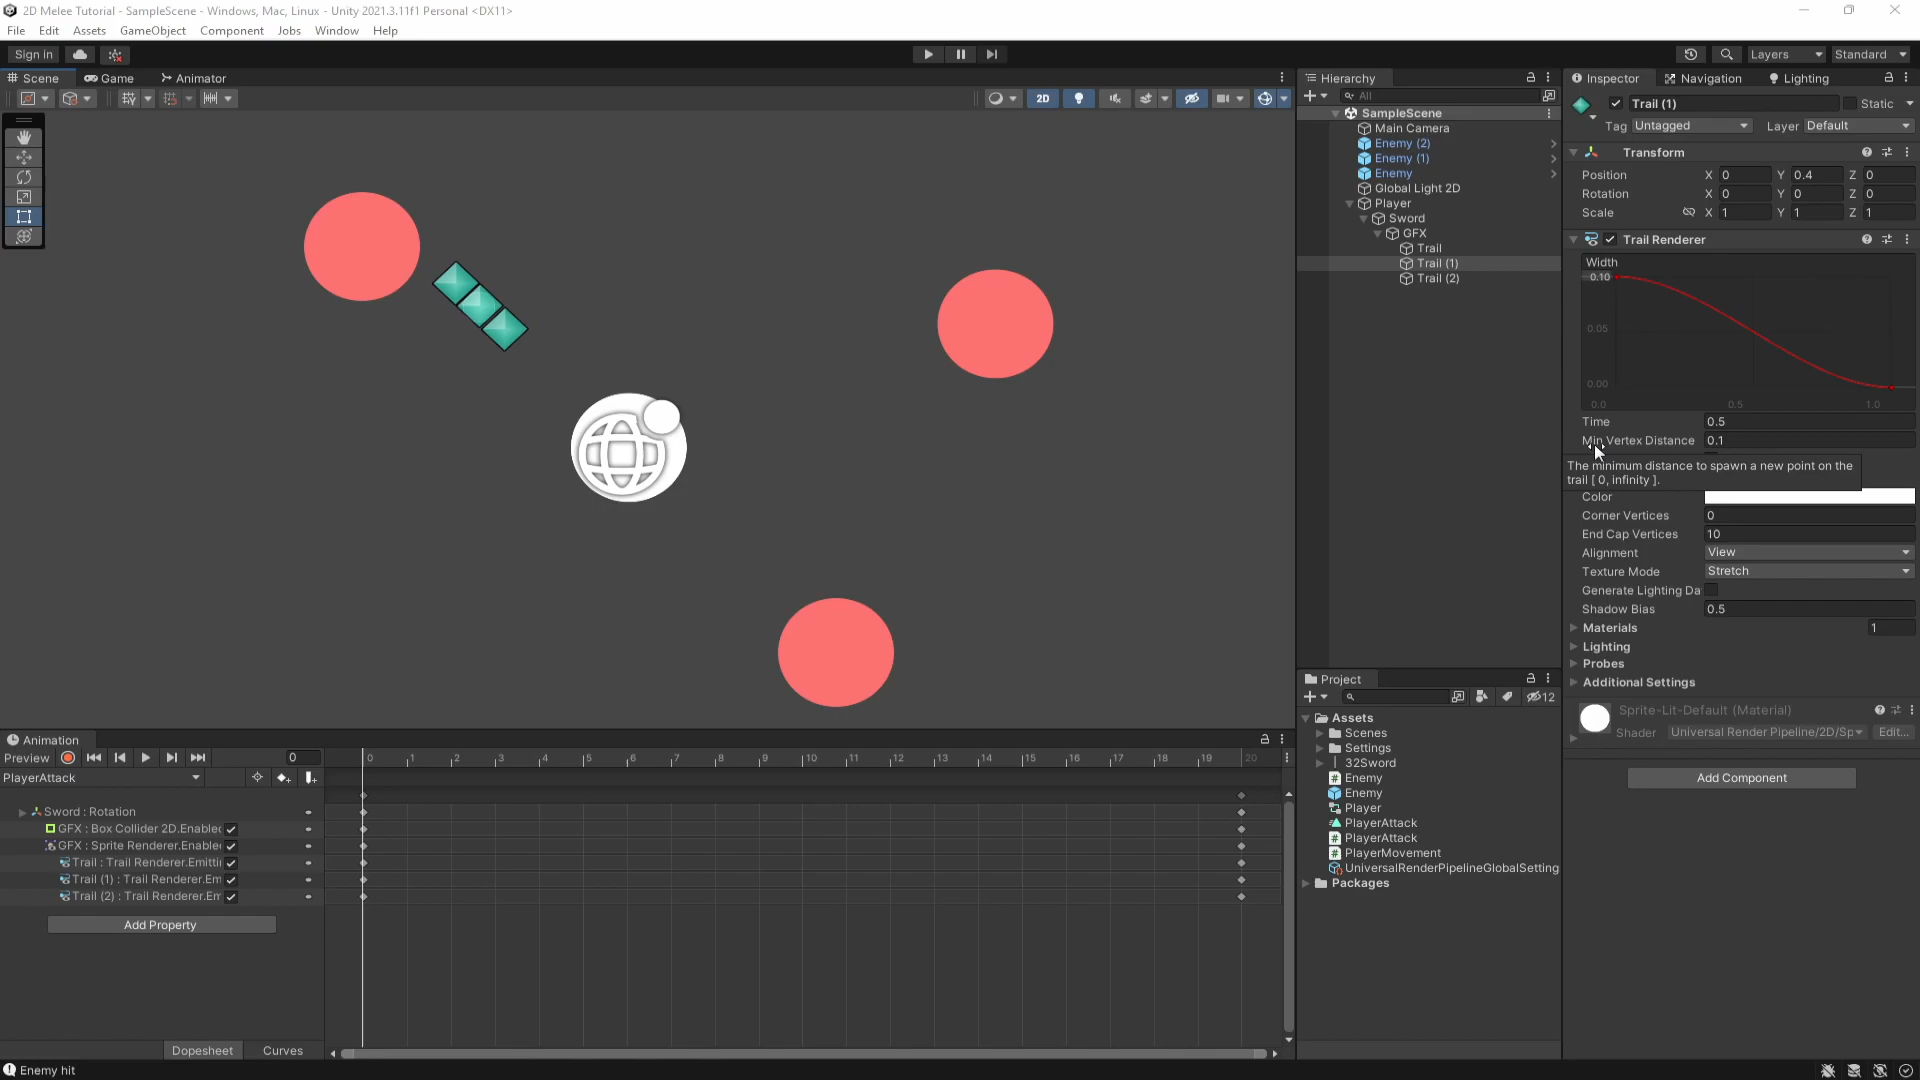 2D Melee Tutorial - SampleScene - Windows, Mac, Linux - Unity 2021.3.11f1 Personal <DX11>
File Edit Assets GameObject Component Jobs Window Help
Sign in
Layers
Standard
Scene
Game
Animator
2D
Hierarchy
All
SampleScene
Main Camera
Enemy (2)
Enemy (1)
Enemy
Global Light 2D
Player
Sword
GFX
Trail
Trail (1)
Trail (2)
Inspector
Navigation
Lighting
Trail (1)
Static
Tag Untagged
Layer Default
Transform
Position X 0 Y 0.4 Z 0
Rotation X 0 Y 0 Z 0
Scale X 1 Y 1 Z 1
Trail Renderer
Width
0.10
0.05
0.00
0.0 0.5 1.0
Time 0.5
Min Vertex Distance 0.1
The minimum distance to spawn a new point on the
trail [ 0, infinity ].
Color
Corner Vertices 0
End Cap Vertices 10
Alignment View
Texture Mode Stretch
Generate Lighting Da
Shadow Bias 0.5
Materials 1
Lighting
Probes
Additional Settings
Sprite-Lit-Default (Material)
Shader Universal Render Pipeline/2D/Sp
Edit...
Add Component
Project
12
Assets
Scenes
Settings
32Sword
Enemy
Enemy
Player
PlayerAttack
PlayerAttack
PlayerMovement
UniversalRenderPipelineGlobalSetting
Packages
Animation
Preview
0
0 1 2 3 4 5 6 7 8 9 10 11 12 13 14 15 16 17 18 19 20
PlayerAttack
Sword : Rotation
GFX : Box Collider 2D.Enabled
GFX : Sprite Renderer.Enable
Trail : Trail Renderer.Emitti
Trail (1) : Trail Renderer.Em
Trail (2) : Trail Renderer.Em
Add Property
Dopesheet
Curves
Enemy hit